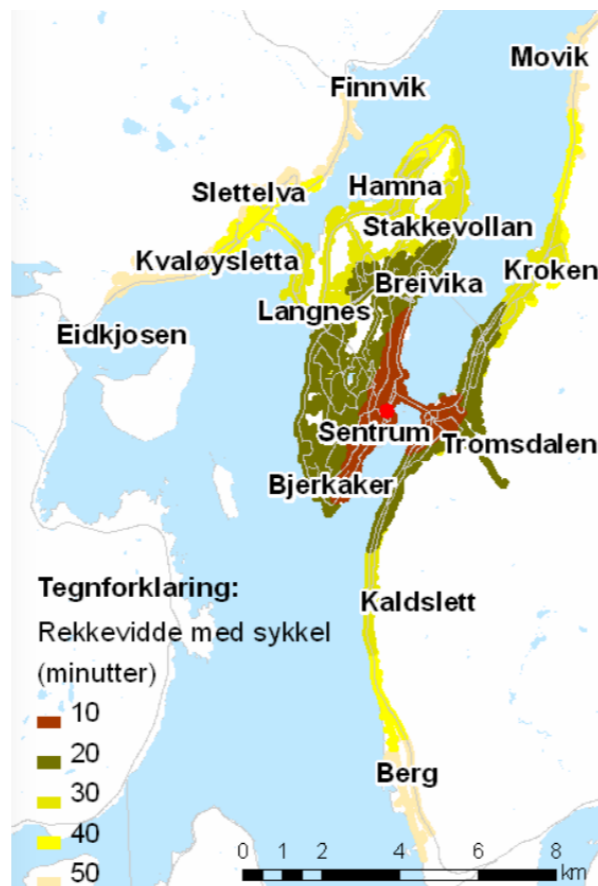 Movik
Finnvik
Slettelva
Hamna
Stakkevollan
Kvaløysletta
Breivika
Kroken
Langnes
Eidkjosen
Sentrum
Tromsdalen
Bjerkaker
Tegnforklaring:
Rekkevidde med sykkel
(minutter)
Kaldslett
10
20
30
40
50
Berg
0 1 2 4 6 8
km